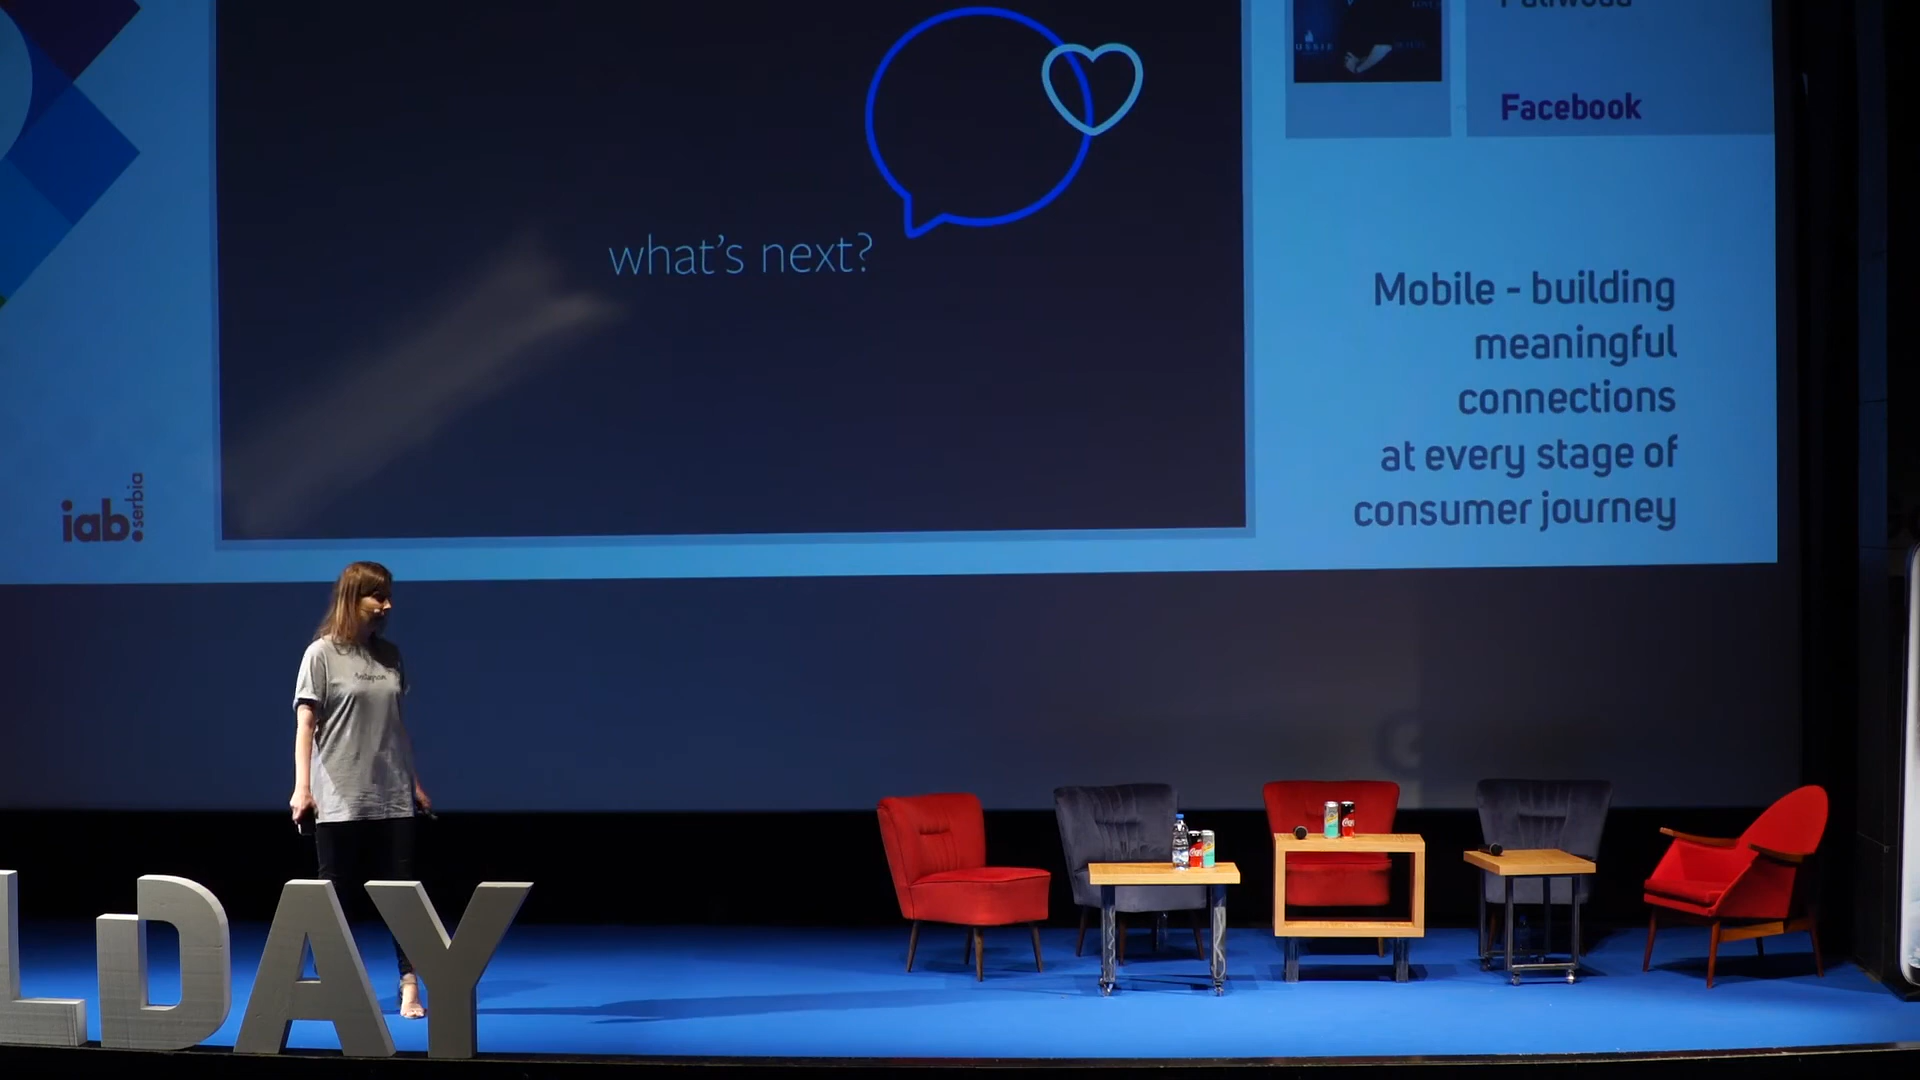 Facebook
what's next?
Mobile - building
meaningful
connections
at every stage of
consumer journey
iab.
serbia
L DAY